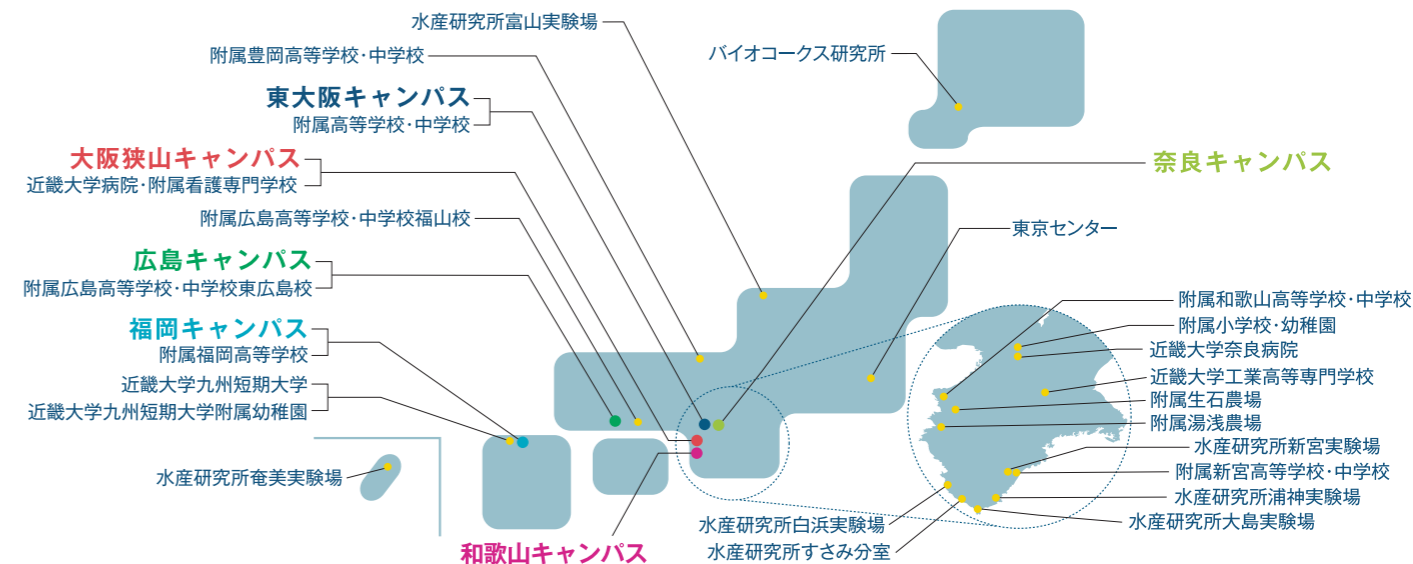 水産研究所富山実験場
附属豊岡高等学校・中学校
東大阪キャンパス
附属高等学校・中学校
大阪狭山キャンパス
近畿大学病院・附属看護専門学校
附属広島高等学校・中学校福山校
広島キャンパス
附属広島高等学校・中学校東広島校
福岡キャンパス
附属福岡高等学校
近畿大学九州短期大学
近畿大学九州短期大学附属幼稚園
水産研究所奄美実験場
和歌山キャンパス
バイオコークス研究所
奈良キャンパス
東京センター
附属和歌山高等学校・中学校
附属小学校・幼稚園
近畿大学奈良病院
近畿大学工業高等専門学校
附属生石農場
附属湯浅農場
水産研究所新宮実験場
附属新宮高等学校・中学校
水産研究所浦神実験場
水産研究所大島実験場
水産研究所白浜実験場
水産研究所すさみ分室